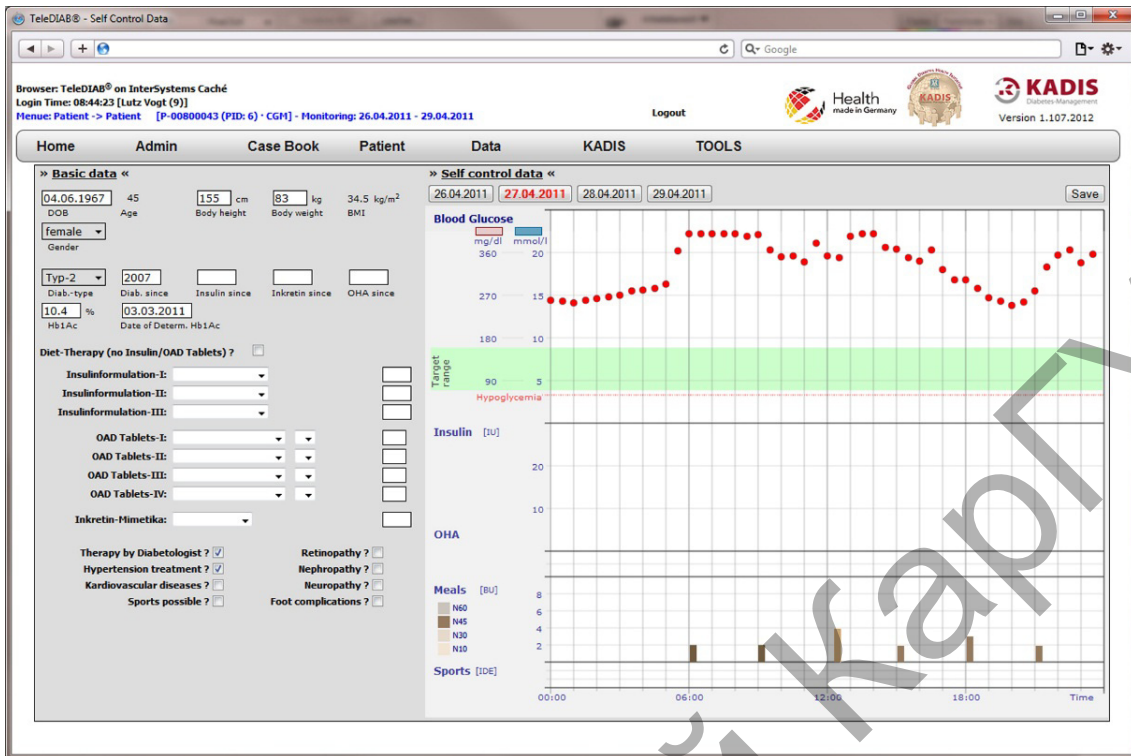 TeleDIAB® - Self Control Data
Google
Browser: TeleDIAB® on InterSystems Caché
Login Time: 08:44:23 [Lutz Vogt (9)]
Menue: Patient -> Patient [P-00800043 (PID: 6) · CGM] - Monitoring: 26.04.2011 - 29.04.2011
Logout
Health
made in Germany
KADIS
KADIS
Diabetes-Management
Version 1.107.2012
Home Admin Case Book Patient Data KADIS TOOLS
» Basic data «
04.06.1967 45 155 cm 83 kg 34.5 kg/m²
DOB Age Body height Body weight BMI
female
Gender
Typ-2 2007
Diab.-type Diab. since Insulin since Inkretin since OHA since
10.4 % 03.03.2011
Hb1Ac Date of Determ. Hb1Ac
Diet-Therapy (no Insulin/OAD Tablets) ?
Insulinformulation-I:
Insulinformulation-II:
Insulinformulation-III:
OAD Tablets-I:
OAD Tablets-II:
OAD Tablets-III:
OAD Tablets-IV:
Inkretin-Mimetika:
Therapy by Diabetologist ? Retinopathy ?
Hypertension treatment ? Nephropathy ?
Kardiovascular diseases ? Neuropathy ?
Sports possible ? Foot complications ?
» Self control data «
26.04.2011 27.04.2011 28.04.2011 29.04.2011 Save
Blood Glucose
mg/dl mmol/l
360 20
270 15
180 10
Target range
90 5
Hypoglycemia
Insulin [IU]
20
10
OHA
Meals [BU]
8
N60
6
N45
4
N30
2
N10
Sports [IDE]
00:00 06:00 12:00 18:00 Time